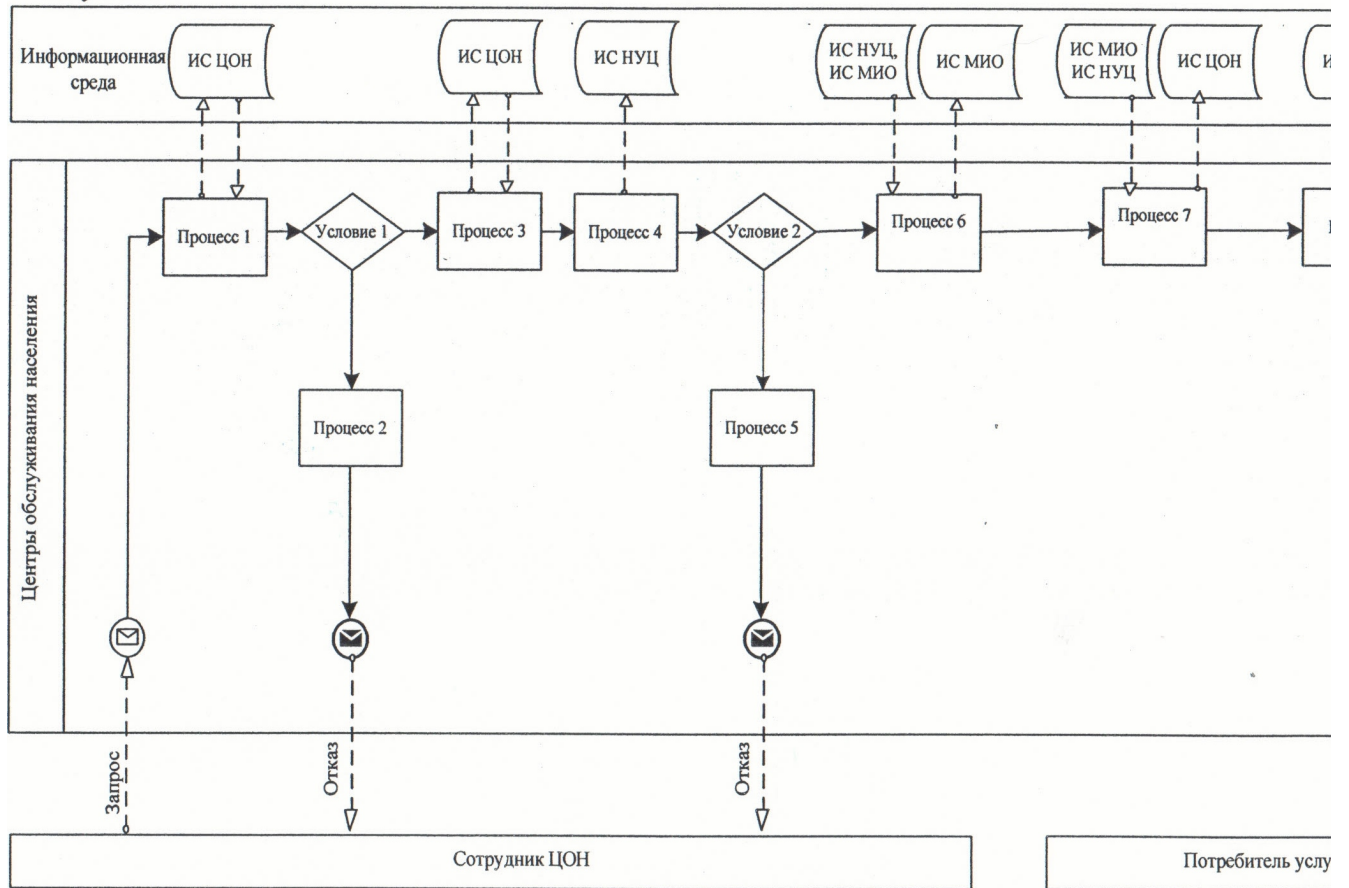 Информационная
среда
ИС ЦОН
ИС ЦОН
ИС НУЦ
ИС НУЦ,
ИС МИО
ИС МИО
ИС МИО
ИС НУЦ
ИС ЦОН
Центры обслуживания населения
Процесс 1
Условие 1
Процесс 3
Процесс 4
Условие 2
Процесс 6
Процесс 7
Процесс 2
Процесс 5
Запрос
Отказ
Отказ
Сотрудник ЦОН
Потребитель услу